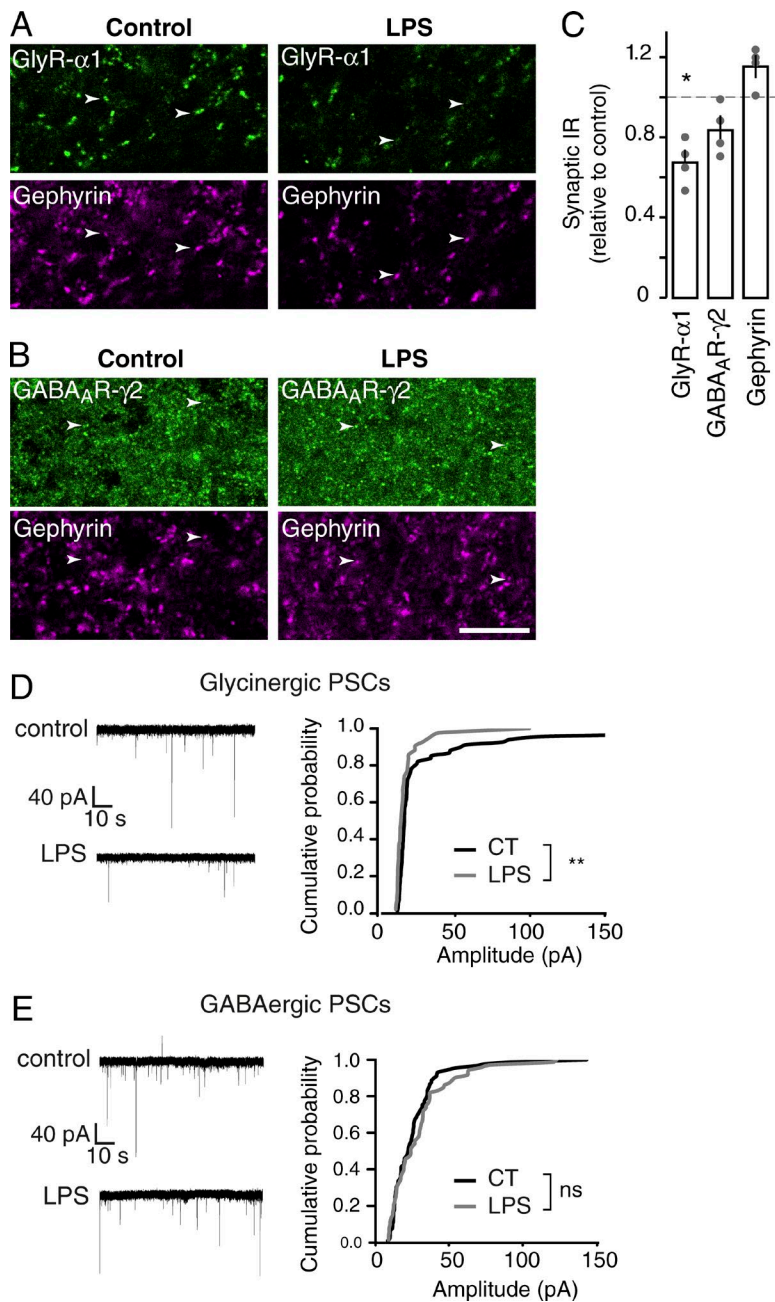 A
Control
LPS
GlyR-α1
GlyR-α1
Gephyrin
Gephyrin
B
Control
LPS
GABAAR-γ2
GABAAR-γ2
Gephyrin
Gephyrin
C
Synaptic IR
(relative to control)
1.2
0.8
0.4
0
*
GlyR-α1
GABAAR-γ2
Gephyrin
D
Glycinergic PSCs
control
40 pA
10 s
LPS
Cumulative probability
1.0
0.8
0.6
0.4
0.2
0.0
CT
LPS
**
0 50 100 150
Amplitude (pA)
E
GABAergic PSCs
control
40 pA
10 s
LPS
Cumulative probability
1.0
0.8
0.6
0.4
0.2
0.0
CT
LPS
ns
0 50 100 150
Amplitude (pA)